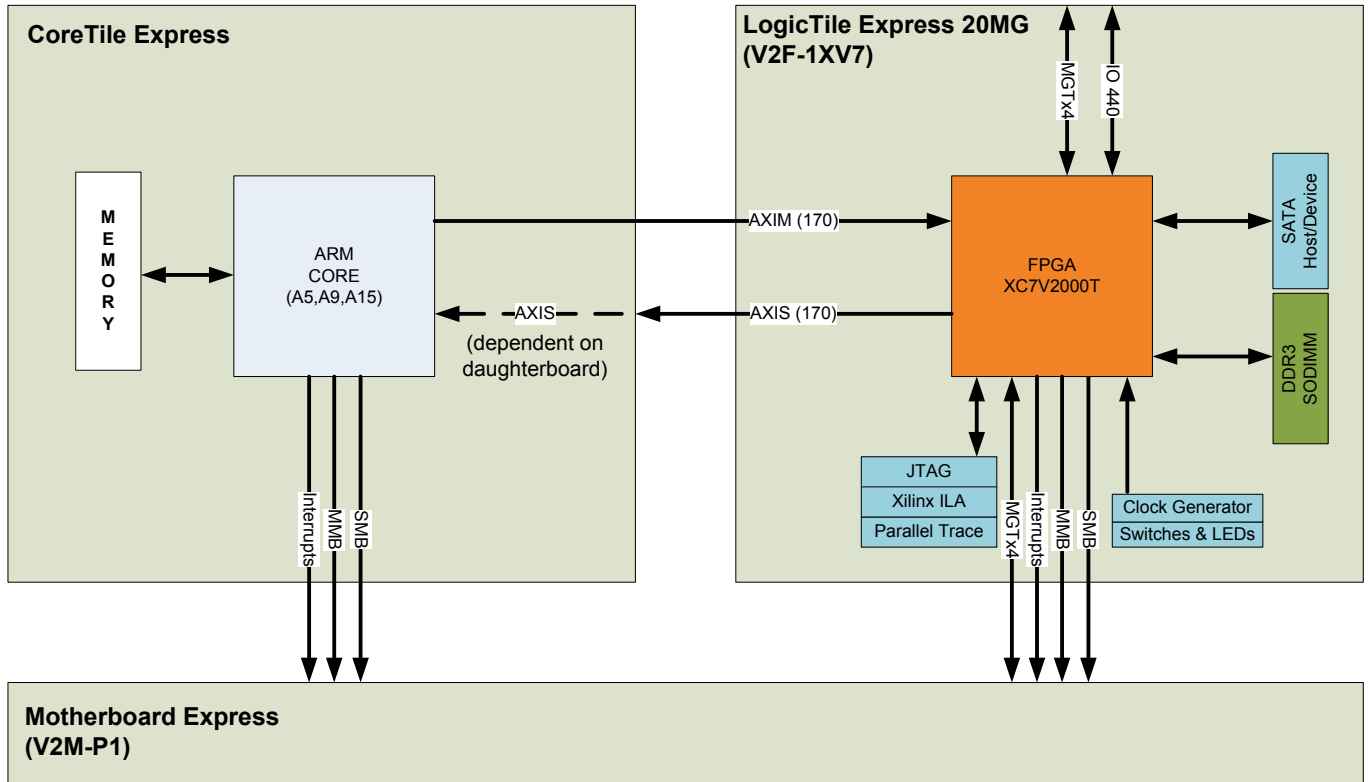 CoreTile Express
LogicTile Express 20MG
(V2F-1XV7)
MGTx4
IO 440
MEMORY
ARM
CORE
(A5,A9,A15)
AXIM (170)
FPGA
XC7V2000T
SATA
Host/Device
AXIS
AXIS (170)
(dependent on
daughterboard)
DDR3
SODIMM
Interrupts
MMB
SMB
JTAG
Xilinx ILA
Parallel Trace
MGTx4
Interrupts
MMB
SMB
Clock Generator
Switches & LEDs
Motherboard Express
(V2M-P1)